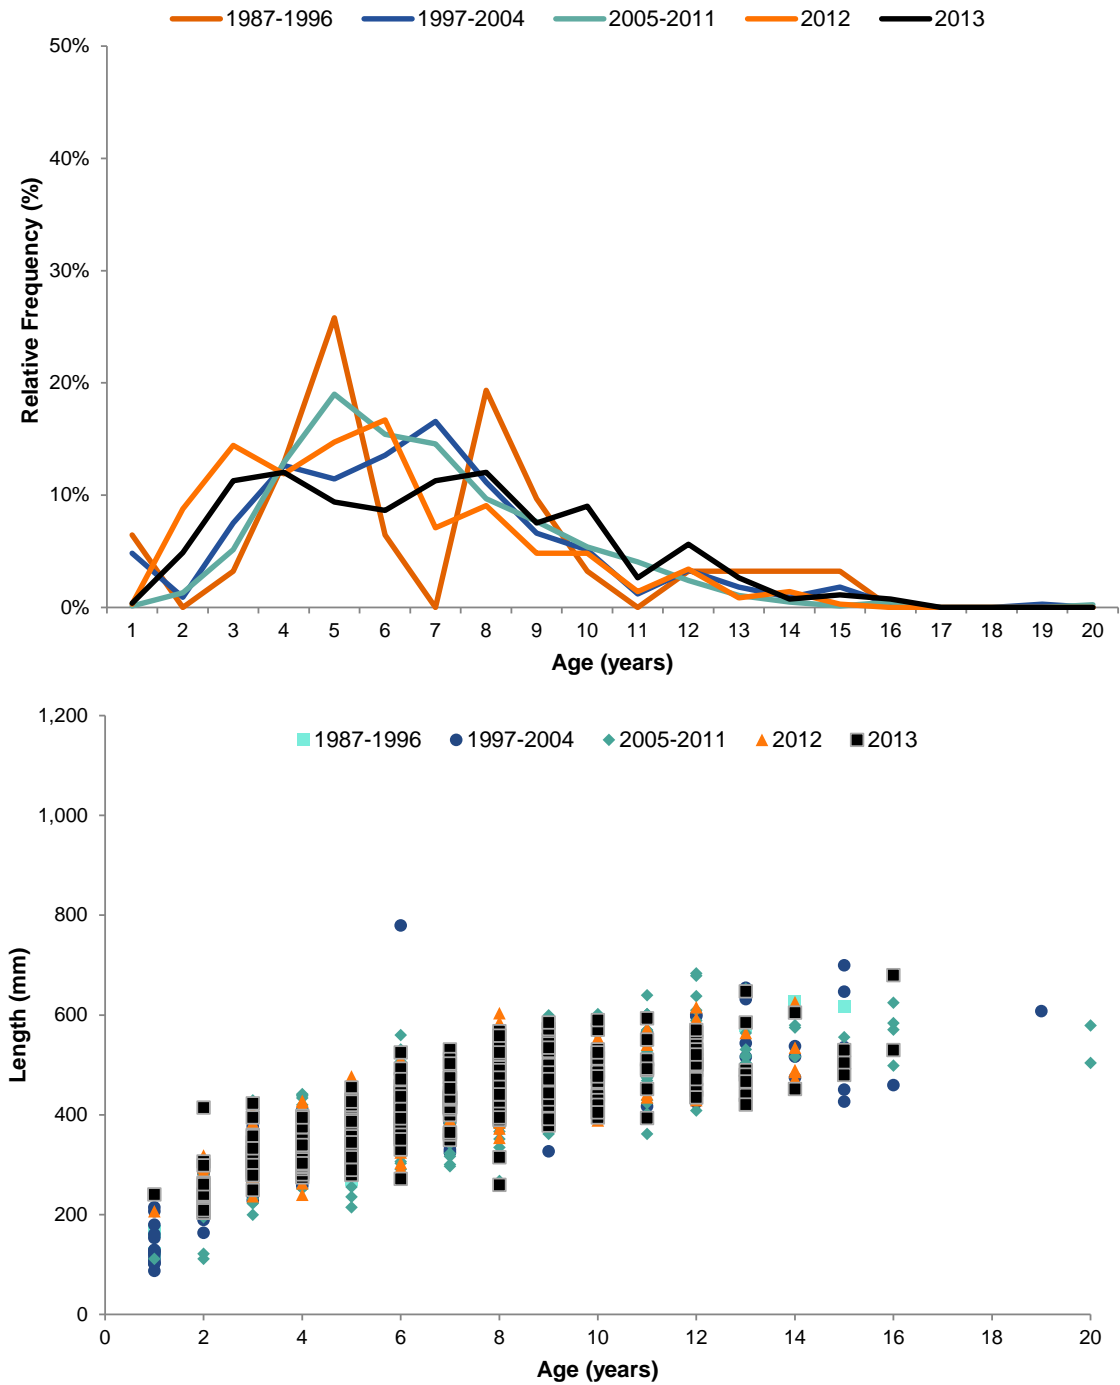 1987-1996 1997-2004 2005-2011 2012 2013
50%
40%
30%
20%
10%
0%
Relative Frequency (%)
1 2 3 4 5 6 7 8 9 10 11 12 13 14 15 16 17 18 19 20
Age (years)
1,200
1,000
800
600
400
200
0
Length (mm)
1987-1996 1997-2004 2005-2011 2012 2013
0 2 4 6 8 10 12 14 16 18 20
Age (years)